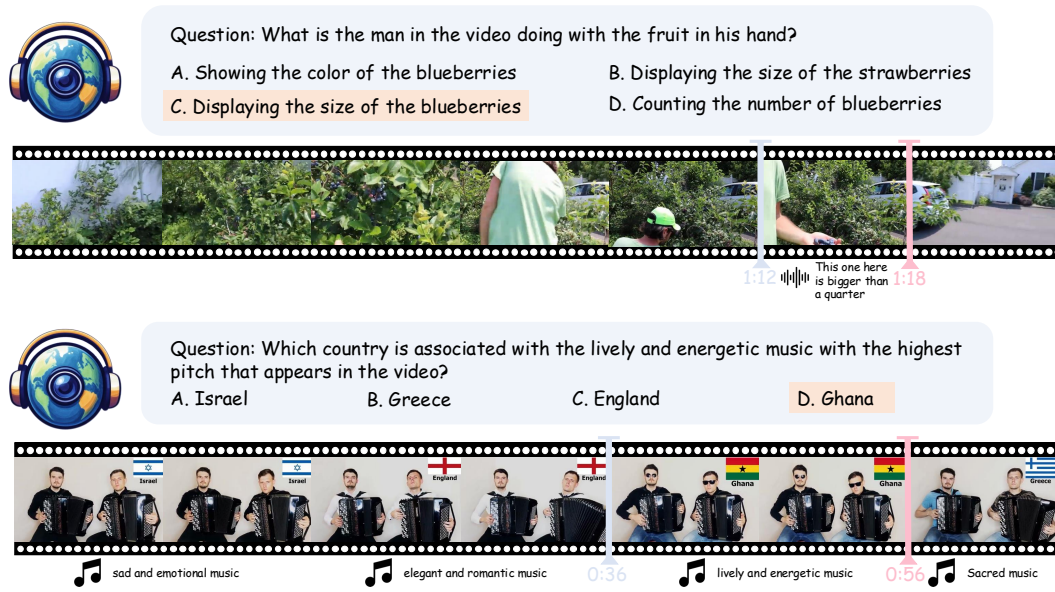 Question: What is the man in the video doing with the fruit in his hand?
A. Showing the color of the blueberries
B. Displaying the size of the strawberries
C. Displaying the size of the blueberries
D. Counting the number of blueberries
1:12
This one here
is bigger than
a quarter
1:18
Question: Which country is associated with the lively and energetic music with the highest
pitch that appears in the video?
A. Israel
B. Greece
C. England
D. Ghana
Israel
Israel
England
England
Ghana
Ghana
Greece
sad and emotional music
elegant and romantic music
0:36
lively and energetic music
0:56
Sacred music